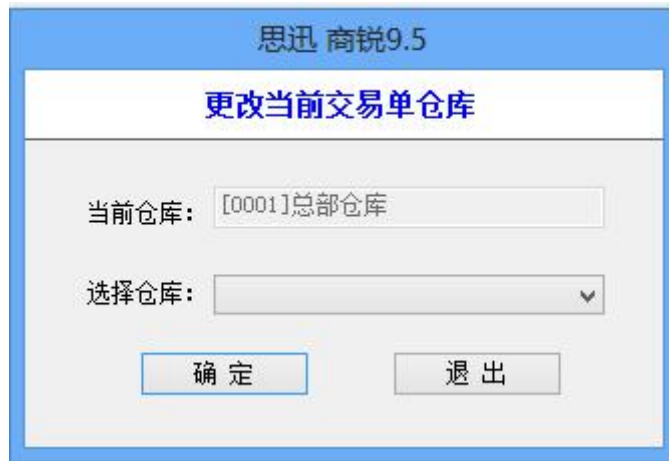 思迅 商锐9.5
更改当前交易单仓库
当前仓库： [0001]总部仓库
选择仓库：
确 定 退 出